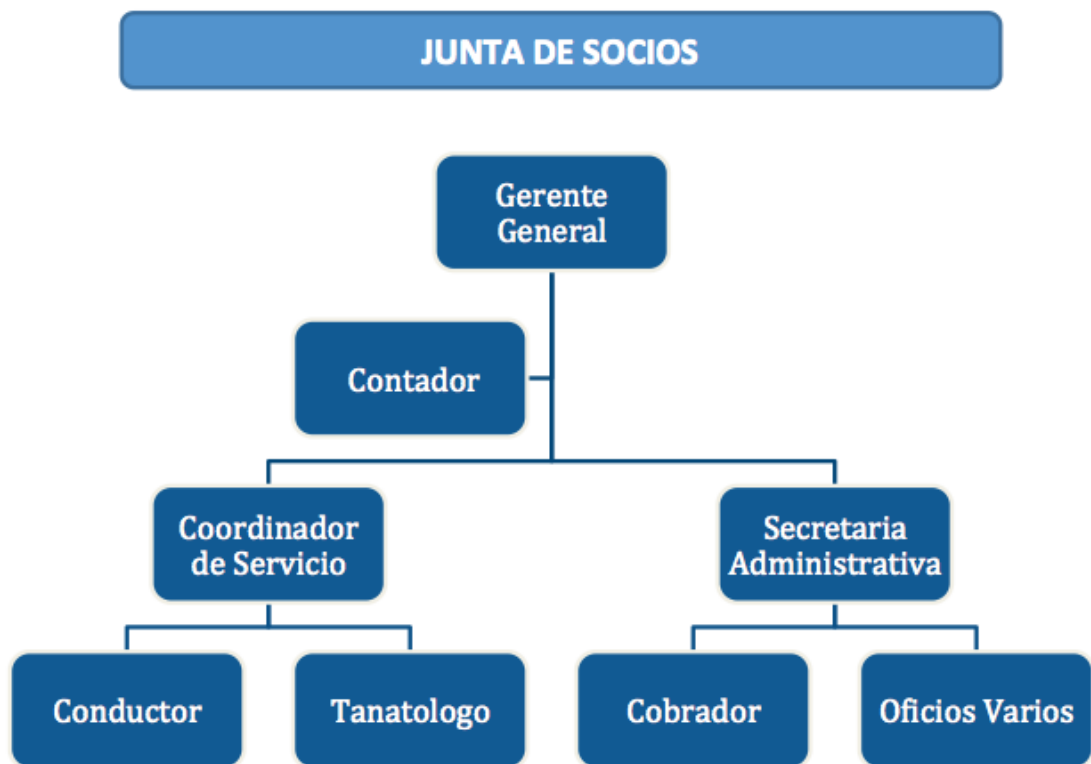 JUNTA DE SOCIOS
Gerente
General
Contador
Coordinador
de Servicio
Secretaria
Administrativa
Conductor
Tanatologo
Cobrador
Oficios Varios